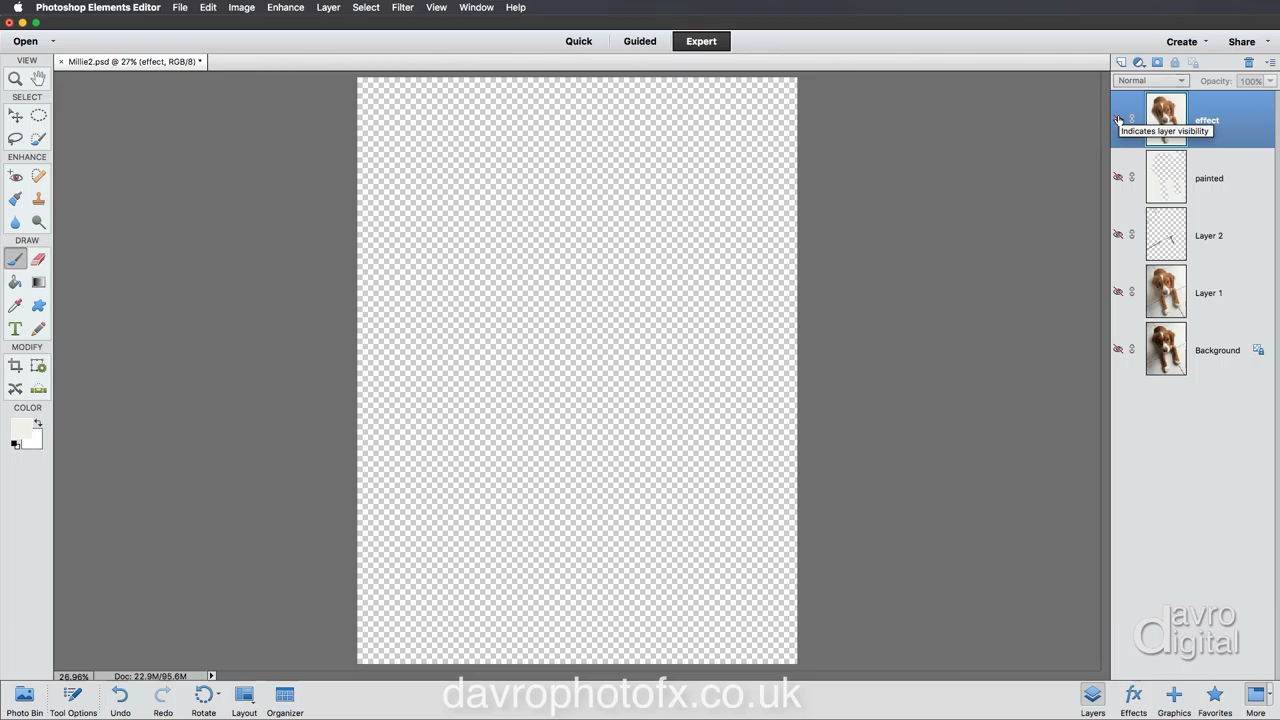 Photoshop Elements Editor File Edit Image Enhance Layer Select Filter View Window Help
Open Quick Guided Expert Create Share
VIEW
× Millie2.psd @ 27% (effect, RGB/8) *
Normal Opacity: 100%
SELECT
effect
Indicates layer visibility
ENHANCE
painted
Layer 2
DRAW
Layer 1
T
MODIFY
Background
COLOR
davro
digital
26.96% Doc: 22.9M/95.6M
davrophotofx.co.uk
Photo Bin Tool Options Undo Redo Rotate Layout Organizer
fx
Layers Effects Graphics Favorites More